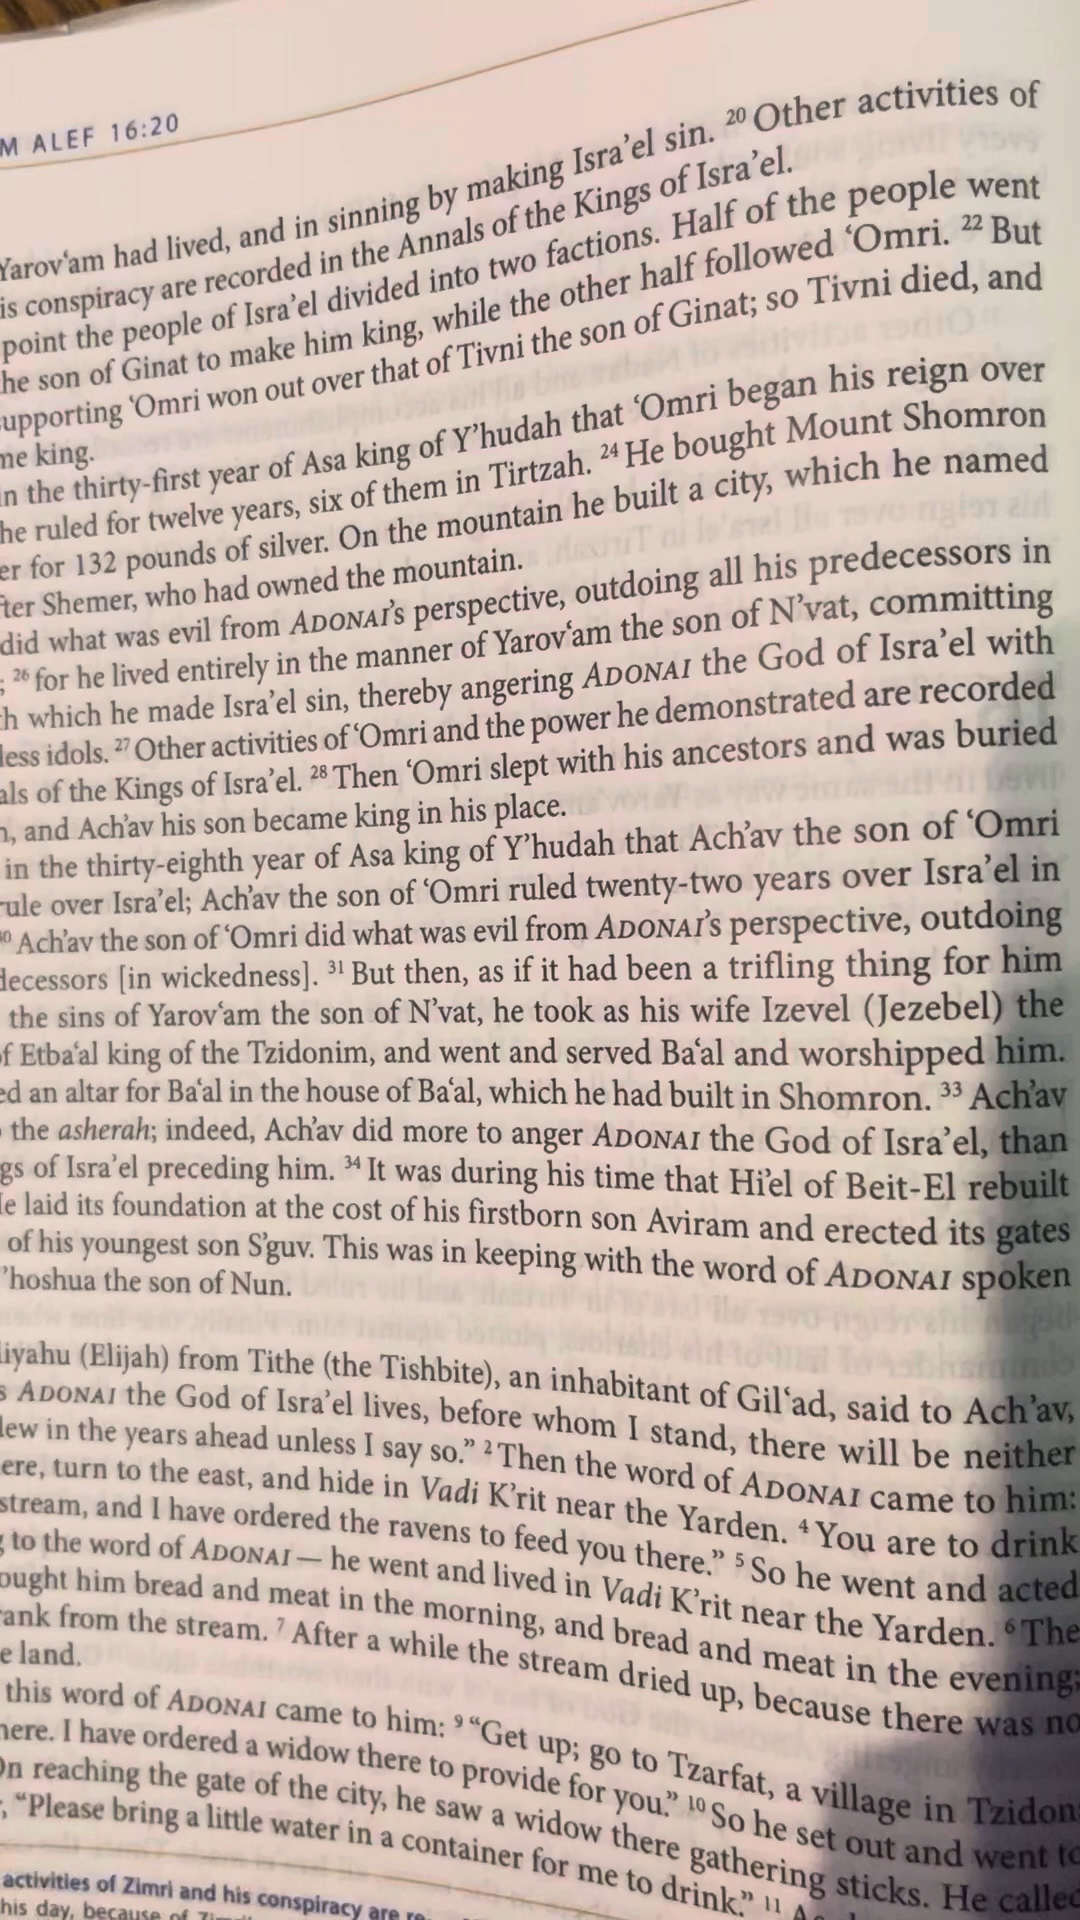 M ALEF 16:20
Yarov‘am had lived, and in sinning by making Isra’el sin. 20 Other activities of
is conspiracy are recorded in the Annals of the Kings of Isra’el.
point the people of Isra’el divided into two factions. Half of the people went
he son of Ginat to make him king, while the other half followed ‘Omri. 22 But
upporting ‘Omri won out over that of Tivni the son of Ginat; so Tivni died, and
me king.
n the thirty-first year of Asa king of Y’hudah that ‘Omri began his reign over
he ruled for twelve years, six of them in Tirtzah. 24 He bought Mount Shomron
er for 132 pounds of silver. On the mountain he built a city, which he named
fter Shemer, who had owned the mountain.
did what was evil from ADONAI’s perspective, outdoing all his predecessors in
; 26 for he lived entirely in the manner of Yarov‘am the son of N’vat, committing
h which he made Isra’el sin, thereby angering ADONAI the God of Isra’el with
less idols. 27 Other activities of ‘Omri and the power he demonstrated are recorded
als of the Kings of Isra’el. 28 Then ‘Omri slept with his ancestors and was buried
n, and Ach’av his son became king in his place.
in the thirty-eighth year of Asa king of Y’hudah that Ach’av the son of ‘Omri
rule over Isra’el; Ach’av the son of ‘Omri ruled twenty-two years over Isra’el in
30 Ach’av the son of ‘Omri did what was evil from ADONAI’s perspective, outdoing
decessors [in wickedness]. 31 But then, as if it had been a trifling thing for him
the sins of Yarov‘am the son of N’vat, he took as his wife Izevel (Jezebel) the
f Etba‘al king of the Tzidonim, and went and served Ba‘al and worshipped him.
ed an altar for Ba‘al in the house of Ba‘al, which he had built in Shomron. 33 Ach’av
the asherah; indeed, Ach’av did more to anger ADONAI the God of Isra’el, than
gs of Isra’el preceding him. 34 It was during his time that Hi’el of Beit-El rebuilt
He laid its foundation at the cost of his firstborn son Aviram and erected its gates
of his youngest son S’guv. This was in keeping with the word of ADONAI spoken
’hoshua the son of Nun.
liyahu (Elijah) from Tithe (the Tishbite), an inhabitant of Gil‘ad, said to Ach’av,
s ADONAI the God of Isra’el lives, before whom I stand, there will be neither
dew in the years ahead unless I say so.” 2 Then the word of ADONAI came to him:
ere, turn to the east, and hide in Vadi K’rit near the Yarden. 4 You are to drink
stream, and I have ordered the ravens to feed you there.” 5 So he went and acted
g to the word of ADONAI — he went and lived in Vadi K’rit near the Yarden. 6 The
ought him bread and meat in the morning, and bread and meat in the evening;
rank from the stream. 7 After a while the stream dried up, because there was no
e land.
this word of ADONAI came to him: 9 “Get up; go to Tzarfat, a village in Tzidon
here. I have ordered a widow there to provide for you.” 10 So he set out and went to
On reaching the gate of the city, he saw a widow there gathering sticks. He called
, “Please bring a little water in a container for me to drink.” 11
activities of Zimri and his conspiracy are re
his day, because of